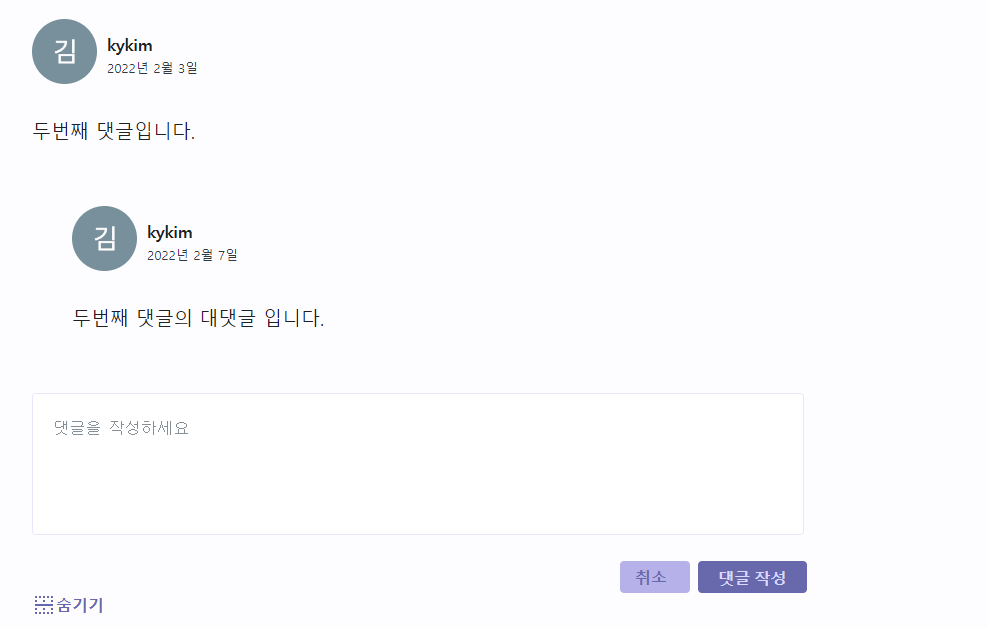 김
kykim
2022년 2월 3일
두번째 댓글입니다.
김
kykim
2022년 2월 7일
두번째 댓글의 대댓글 입니다.
댓글을 작성하세요
취소
댓글 작성
숨기기